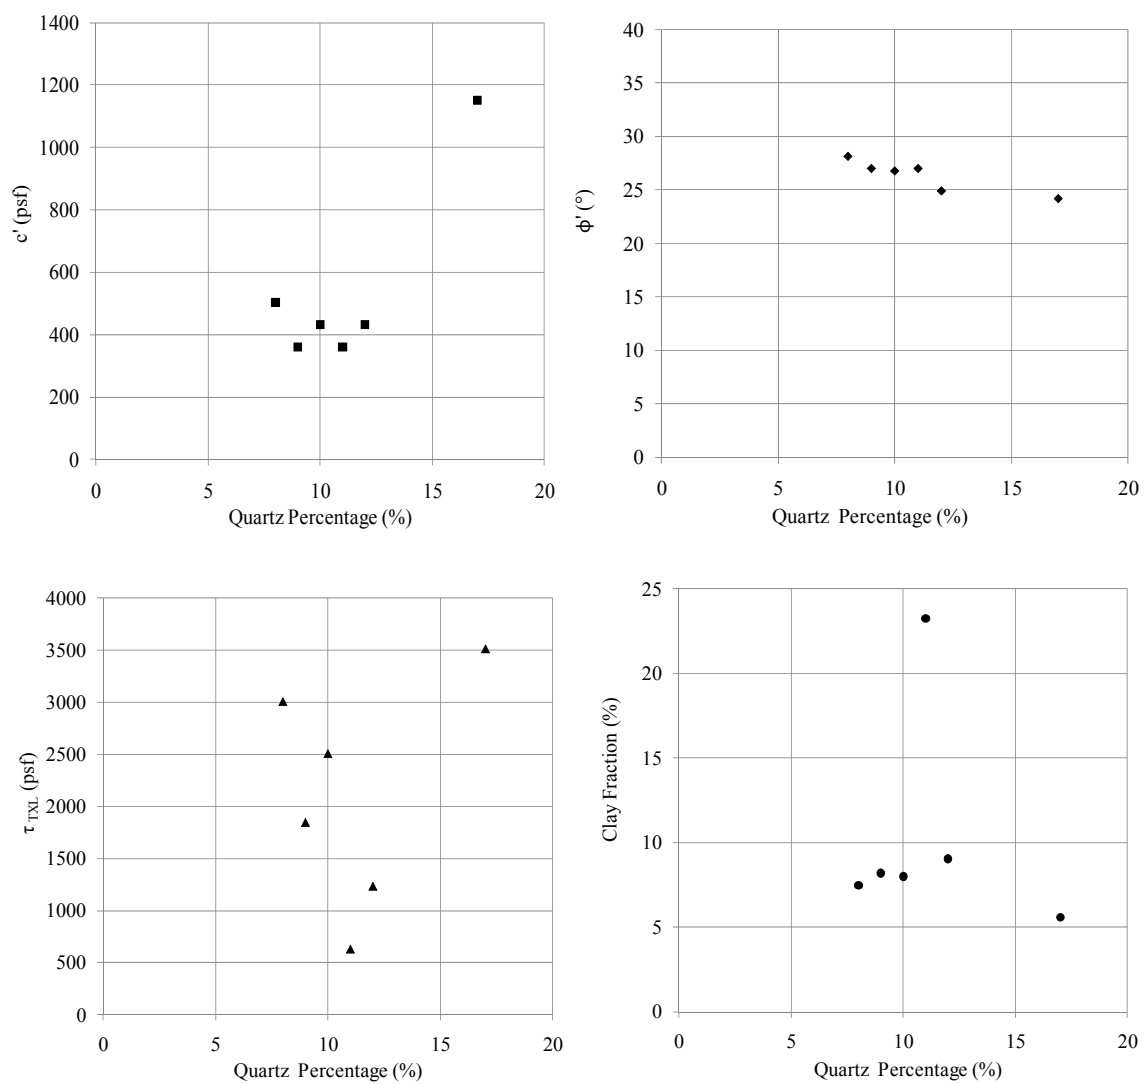 1400
1200
1000
800
600
400
200
0
c' (psf)
0 5 10 15 20
Quartz Percentage (%)
40
35
30
25
20
15
10
5
0
ϕ' (°)
0 5 10 15 20
Quartz Percentage (%)
4000
3500
3000
2500
2000
1500
1000
500
0
τ TXL (psf)
0 5 10 15 20
Quartz Percentage (%)
25
20
15
10
5
0
Clay Fraction (%)
0 5 10 15 20
Quartz Percentage (%)